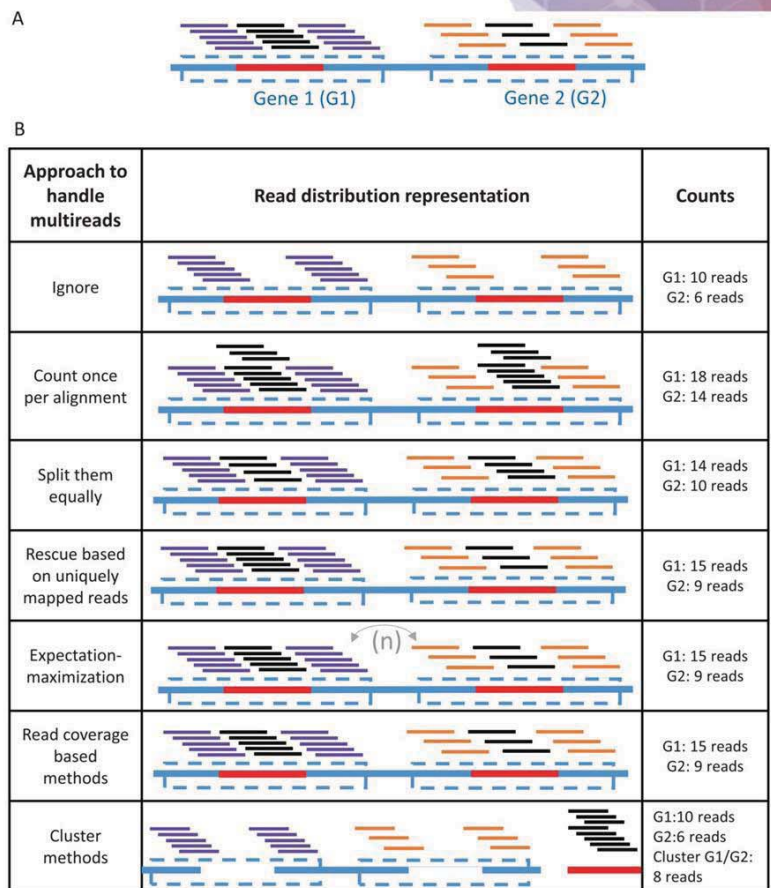 A
Gene 1 (G1)
Gene 2 (G2)
B
Approach to
handle
multireads
Read distribution representation
Counts
Ignore
G1: 10 reads
G2: 6 reads
Count once
per alignment
G1: 18 reads
G2: 14 reads
Split them
equally
G1: 14 reads
G2: 10 reads
Rescue based
on uniquely
mapped reads
G1: 15 reads
G2: 9 reads
Expectation-
maximization
(n)
G1: 15 reads
G2: 9 reads
Read coverage
based
methods
G1: 15 reads
G2: 9 reads
Cluster
methods
G1:10 reads
G2:6 reads
Cluster G1/G2:
8 reads